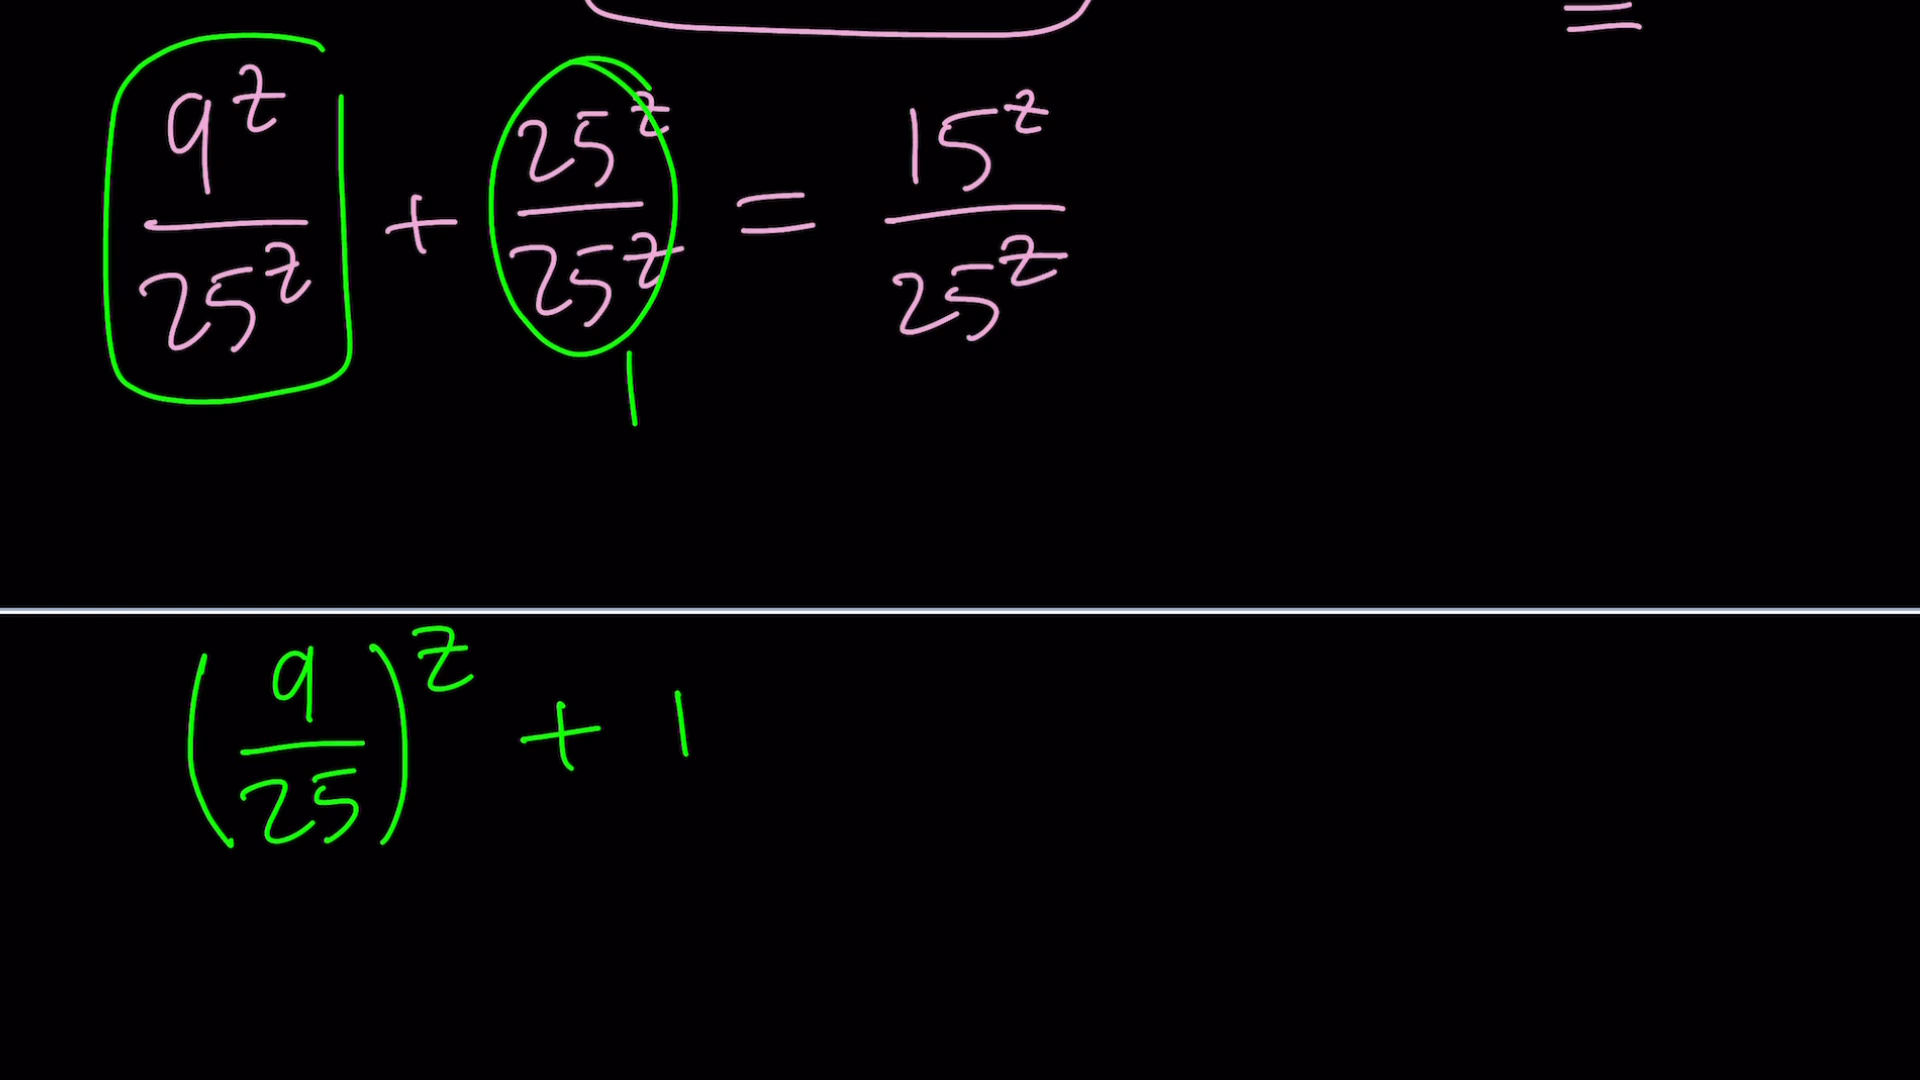 =
9^z/25^z + 25^z/25^z = 15^z/25^z
1
(9/25)^z + 1